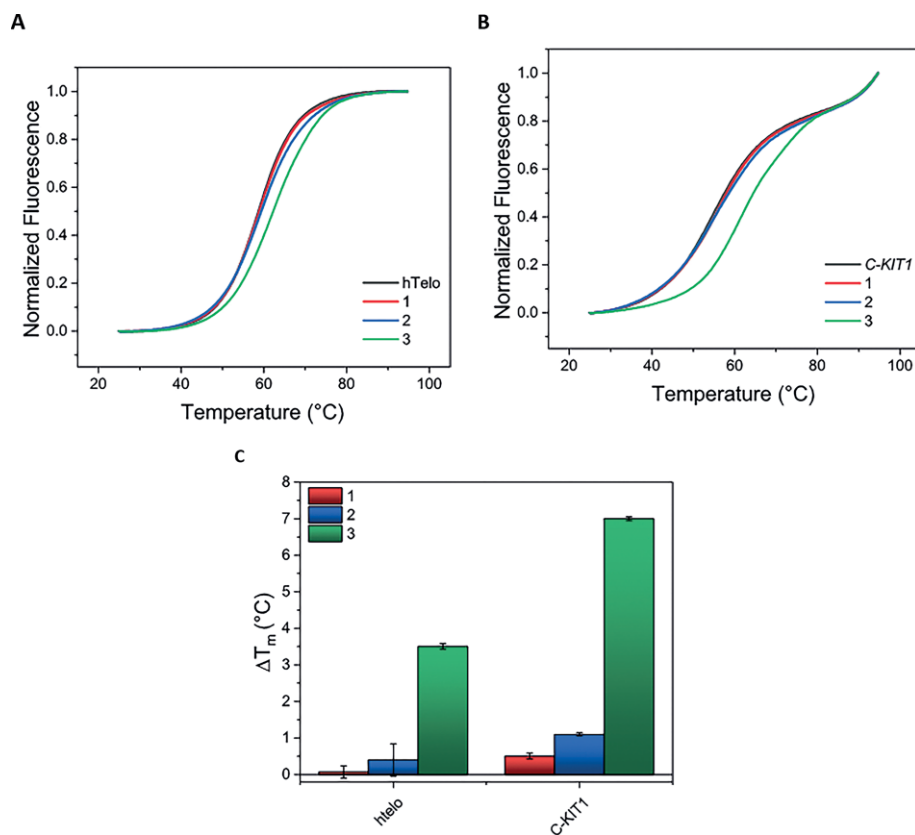 A
B
Normalized Fluorescence
1.0
0.8
0.6
0.4
0.2
0.0
hTelo
1
2
3
20 40 60 80 100
Temperature (°C)
Normalized Fluorescence
1.0
0.8
0.6
0.4
0.2
0.0
C-KIT1
1
2
3
20 40 60 80 100
Temperature (°C)
C
ΔTm (°C)
8
7
6
5
4
3
2
1
0
1
2
3
htelo
C-KIT1